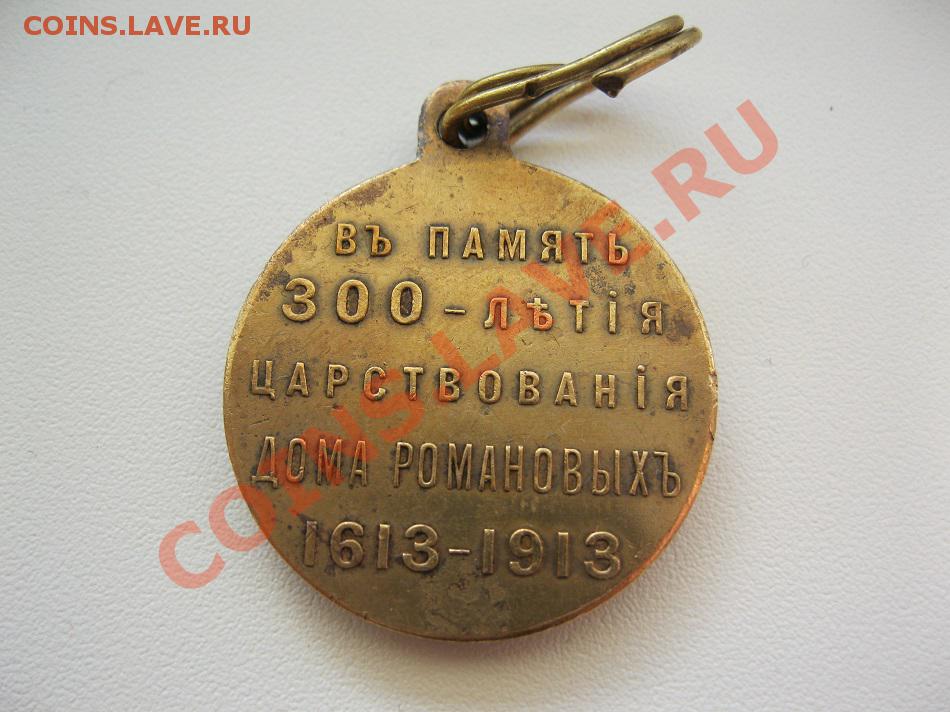 COINS.LAVE.RU
ВЪ ПАМЯТЬ
300-ЛѢТІЯ
ЦАРСТВОВАНІЯ
ДОМА РОМАНОВЫХЪ
1613-1913
COINS.LAVE.RU